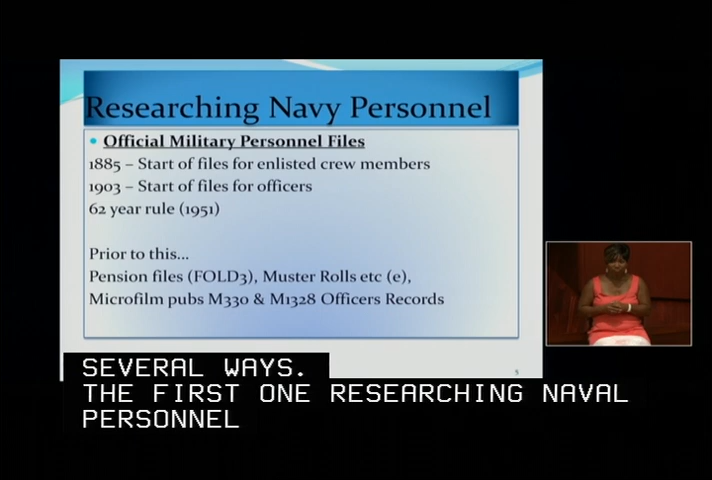 Researching Navy Personnel
• Official Military Personnel Files
1885 – Start of files for enlisted crew members
1903 – Start of files for officers
62 year rule (1951)
Prior to this...
Pension files (FOLD3), Muster Rolls etc (e),
Microfilm pubs M330 & M1328 Officers Records
5
SEVERAL WAYS.
THE FIRST ONE RESEARCHING NAVAL
PERSONNEL